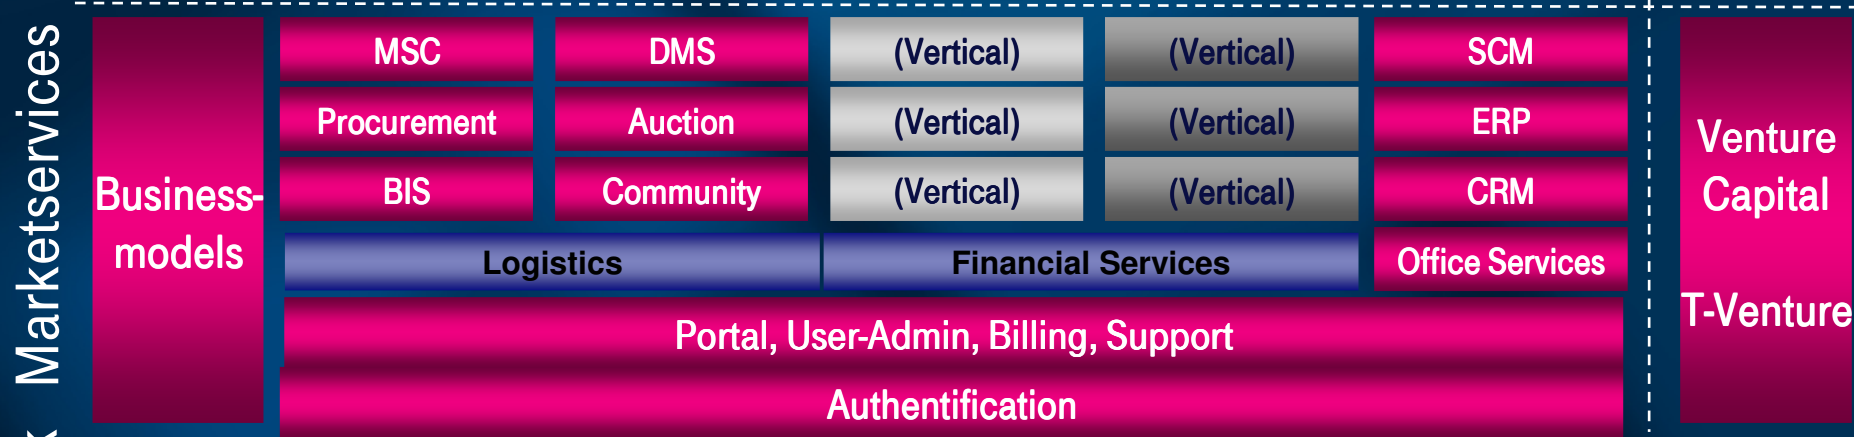 Marketservices
Business-
models
MSC
DMS
(Vertical)
(Vertical)
SCM
Procurement
Auction
(Vertical)
(Vertical)
ERP
BIS
Community
(Vertical)
(Vertical)
CRM
Logistics
Financial Services
Office Services
Portal, User-Admin, Billing, Support
Authentification
Venture
Capital
T-Venture